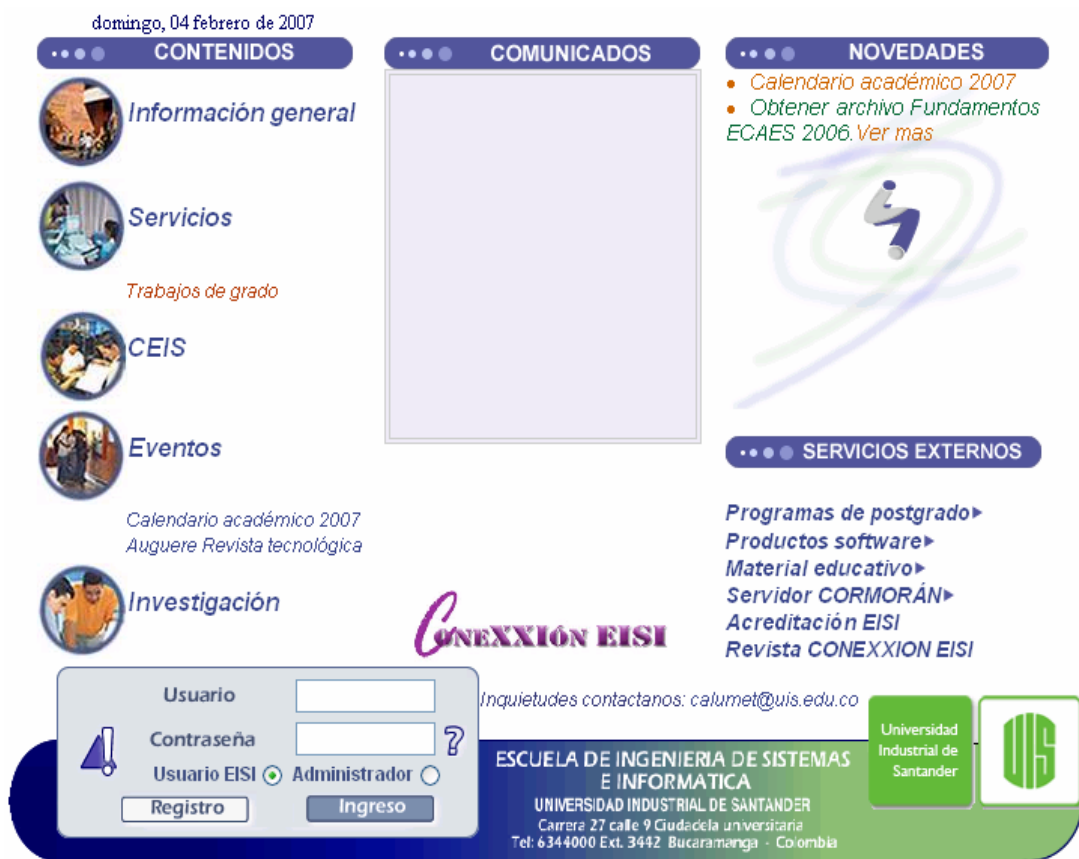 domingo, 04 febrero de 2007
CONTENIDOS
Información general
Servicios
Trabajos de grado
CEIS
Eventos
Calendario académico 2007
Auguere Revista tecnológica
Investigación
COMUNICADOS
CONEXXIÓN EISI
NOVEDADES
• Calendario académico 2007
• Obtener archivo Fundamentos
ECAES 2006. Ver mas
SERVICIOS EXTERNOS
Programas de postgrado
Productos software
Material educativo
Servidor CORMORÁN
Acreditación EISI
Revista CONEXXION EISI
Usuario
Contraseña
?
Usuario EISI Administrador
Registro Ingreso
Inquietudes contactanos: calumet@uis.edu.co
ESCUELA DE INGENIERIA DE SISTEMAS
E INFORMATICA
UNIVERSIDAD INDUSTRIAL DE SANTANDER
Carrera 27 calle 9 Ciudadela universitaria
Tel: 6344000 Ext. 3442 Bucaramanga - Colombia
Universidad
Industrial de
Santander
UIS